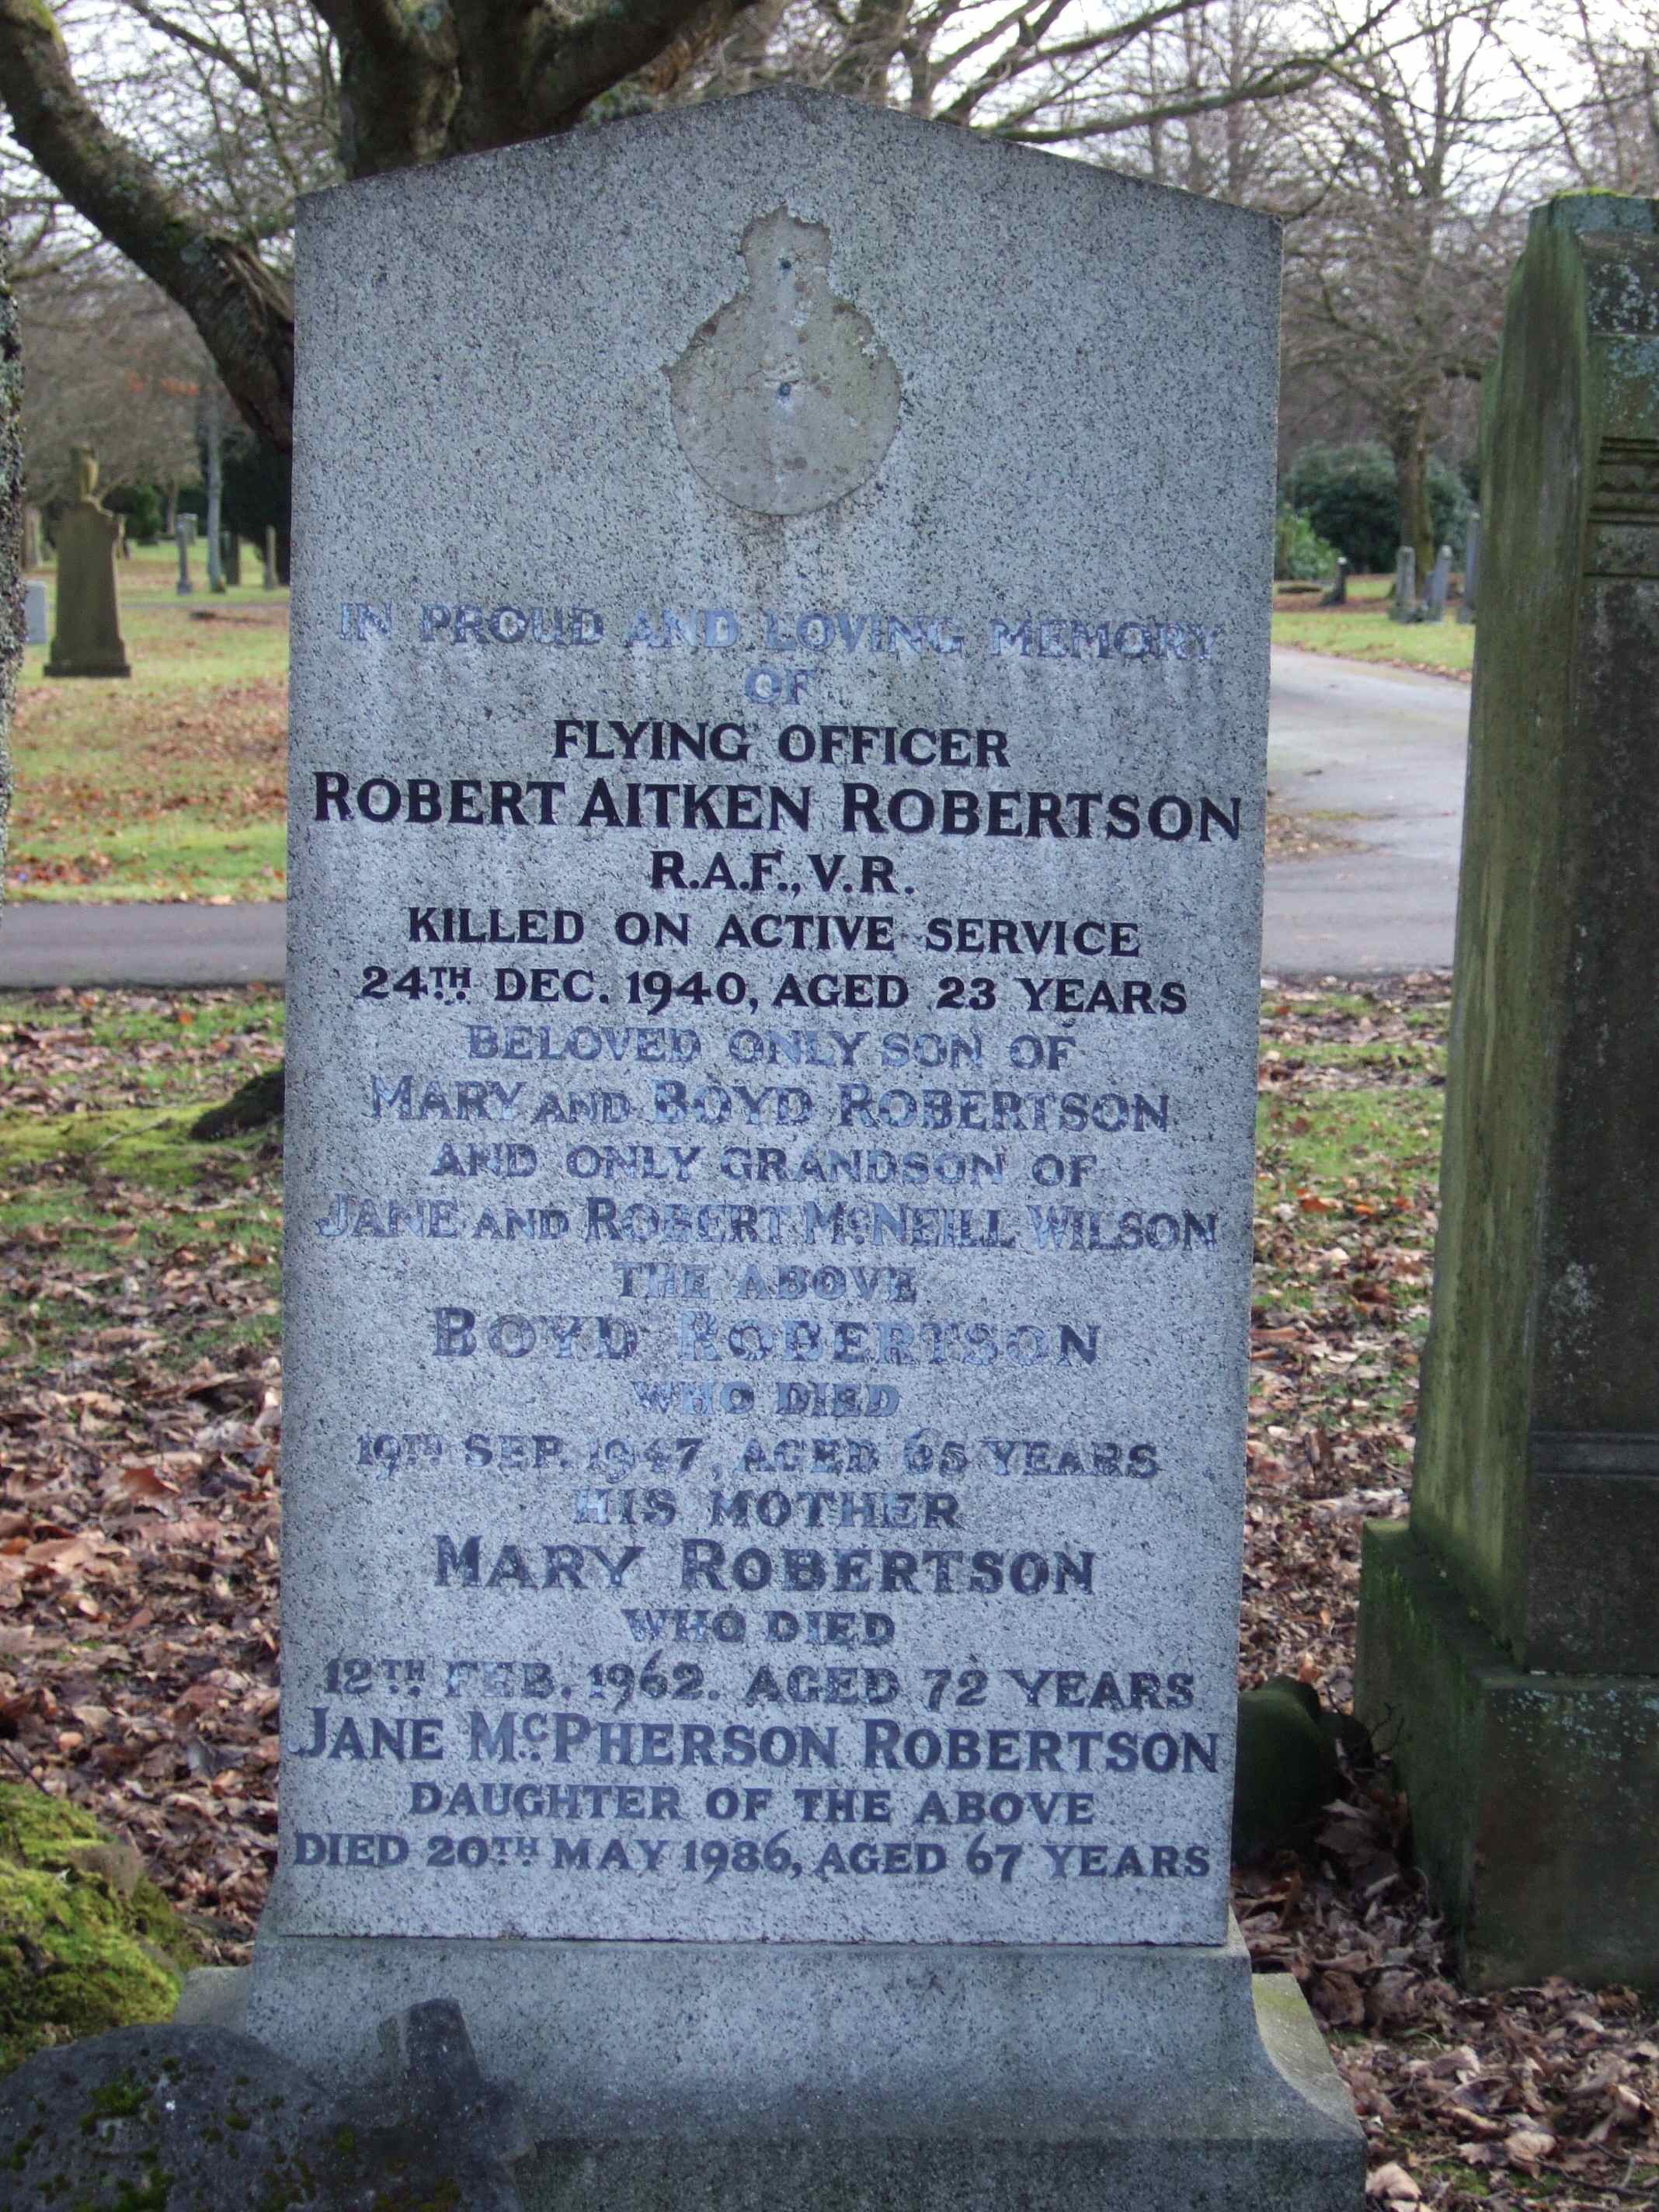 IN PROUD AND LOVING MEMORY
OF
FLYING OFFICER
ROBERT AITKEN ROBERTSON
R.A.F., V.R.
KILLED ON ACTIVE SERVICE
24TH DEC. 1940, AGED 23 YEARS
BELOVED ONLY SON OF
MARY AND BOYD ROBERTSON
AND ONLY GRANDSON OF
JANE AND ROBERT McNEILL WILSON
THE ABOVE
BOYD ROBERTSON
WHO DIED
19TH SEP. 1947, AGED 65 YEARS
HIS MOTHER
MARY ROBERTSON
WHO DIED
12TH FEB. 1962. AGED 72 YEARS
JANE McPHERSON ROBERTSON
DAUGHTER OF THE ABOVE
DIED 20TH MAY 1986, AGED 67 YEARS